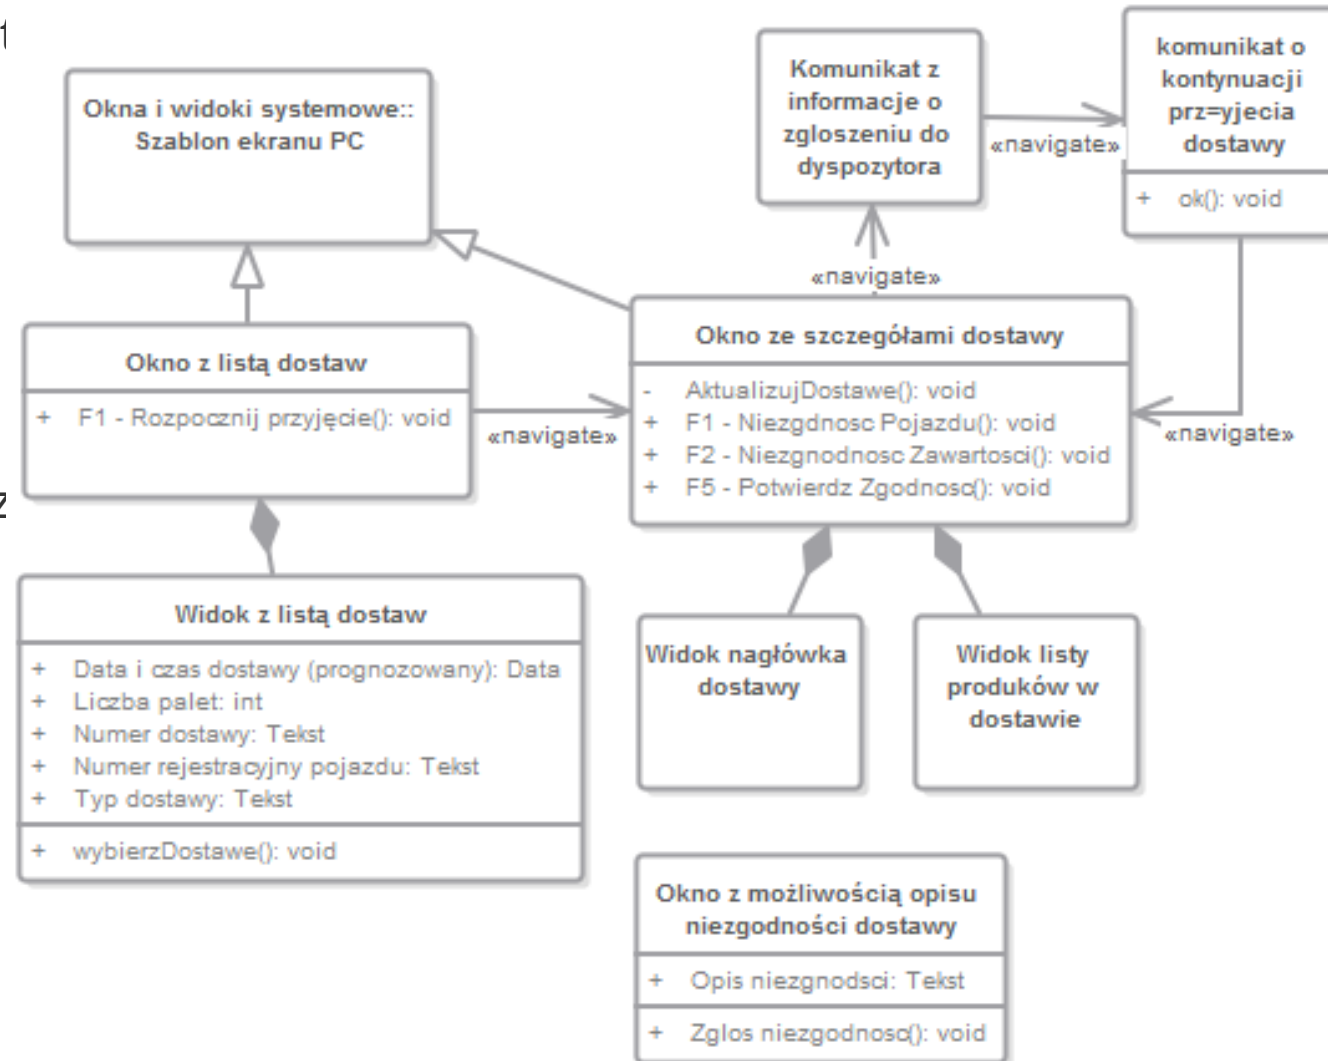 Okna i widoki systemowe::
Szablon ekranu PC
Komunikat z
informacje o
zgloszeniu do
dyspozytora
«navigate»
komunikat o
kontynuacji
prz=yjecia
dostawy
+ ok(): void
«navigate»
Okno z listą dostaw
+ F1 - Rozpocznij przyjęcie(): void
«navigate»
Okno ze szczegółami dostawy
- AktualizujDostawe(): void
+ F1 - Niezgdnosc Pojazdu(): void
+ F2 - Niezgnodnosc Zawartosci(): void
+ F5 - Potwierdz Zgodnosc(): void
«navigate»
Widok z listą dostaw
+ Data i czas dostawy (prognozowany): Data
+ Liczba palet: int
+ Numer dostawy: Tekst
+ Numer rejestracyjny pojazdu: Tekst
+ Typ dostawy: Tekst
+ wybierzDostawe(): void
Widok nagłówka
dostawy
Widok listy
produków w
dostawie
Okno z możliwością opisu
niezgodności dostawy
+ Opis niezgnodsci: Tekst
+ Zglos niezgodnosc(): void